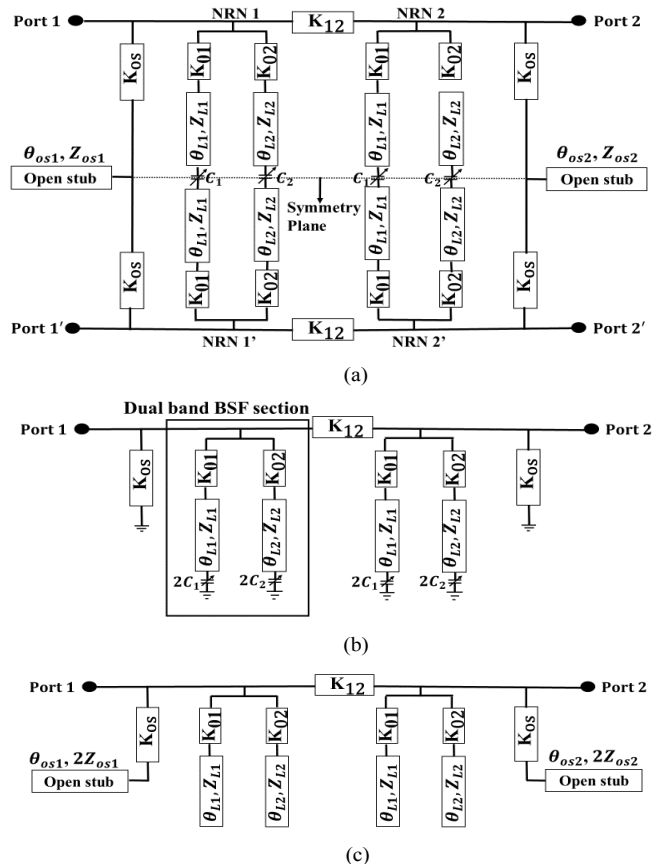 Port 1 NRN 1 K12 NRN 2 Port 2
KOS K01 K02 K01 K02 KOS
θL1, ZL1 θL2, ZL2 θL1, ZL1 θL2, ZL2
θos1, Zos1 θos2, Zos2
Open stub C1 C2 C1 C2 Open stub
Symmetry
Plane
θL1, ZL1 θL2, ZL2 θL1, ZL1 θL2, ZL2
KOS K01 K02 K01 K02 KOS
Port 1′ K12 Port 2′
NRN 1' NRN 2'
(a)
Dual band BSF section
Port 1 K12 Port 2
KOS K01 K02 K01 K02 KOS
θL1, ZL1 θL2, ZL2 θL1, ZL1 θL2, ZL2
2C1 2C2 2C1 2C2
(b)
Port 1 K12 Port 2
KOS K01 K02 K01 K02 KOS
θos1, 2Zos1 θos2, 2Zos2
Open stub θL1, ZL1 θL2, ZL2 θL1, ZL1 θL2, ZL2 Open stub
(c)